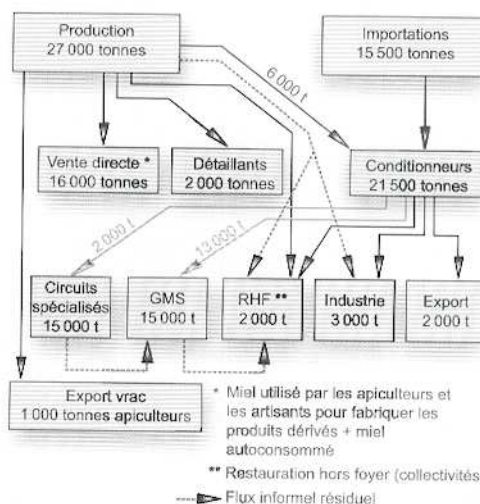 Production
27 000 tonnes
Importations
15 500 tonnes
6 000 t
Vente directe *
16 000 tonnes
Détaillants
2 000 tonnes
Conditionneurs
21 500 tonnes
2 000 t
13 000 t
Circuits
spécialisés
15 000 t
GMS
15 000 t
RHF **
2 000 t
Industrie
3 000 t
Export
2 000 t
Export vrac
1 000 tonnes apiculteurs
* Miel utilisé par les apiculteurs et
les artisants pour fabriquer les
produits dérivés + miel
autoconsommé
** Restauration hors foyer (collectivités
Flux informel résiduel